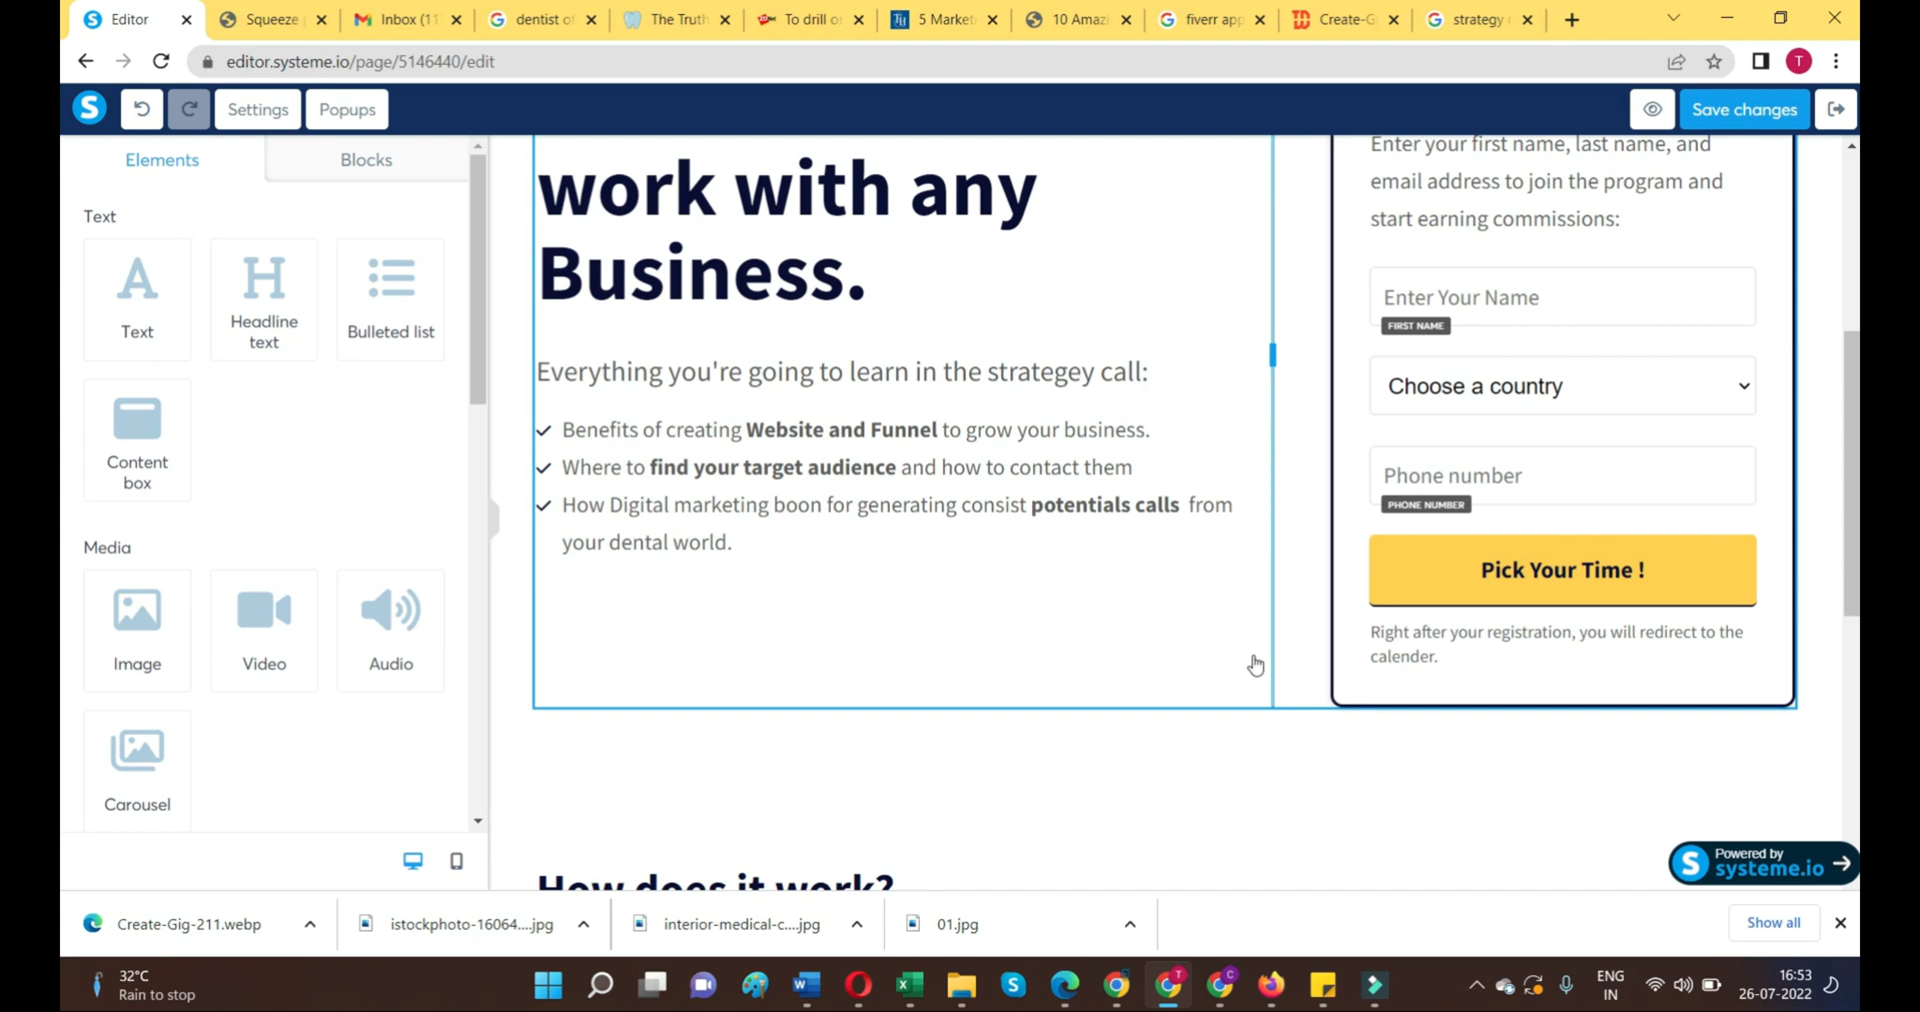 Editor
Squeeze
Inbox (11
dentist of
The Truth
To drill or
5 Market
10 Amazi
fiverr app
Create-G
strategy
editor.systeme.io/page/5146440/edit
T
S
Settings
Popups
Save changes
Elements
Blocks
Text
Text
Headline
text
Bulleted list
Content
box
Media
Image
Video
Audio
Carousel
work with any
Business.
Everything you're going to learn in the strategey call:
Benefits of creating Website and Funnel to grow your business.
Where to find your target audience and how to contact them
How Digital marketing boon for generating consist potentials calls from
your dental world.
Enter your first name, last name, and
email address to join the program and
start earning commissions:
Enter Your Name
FIRST NAME
Choose a country
Phone number
PHONE NUMBER
Pick Your Time !
Right after your registration, you will redirect to the
calender.
How does it work?
Powered by
systeme.io
Create-Gig-211.webp
istockphoto-16064....jpg
interior-medical-c....jpg
01.jpg
Show all
32°C
Rain to stop
ENG
IN
16:53
26-07-2022